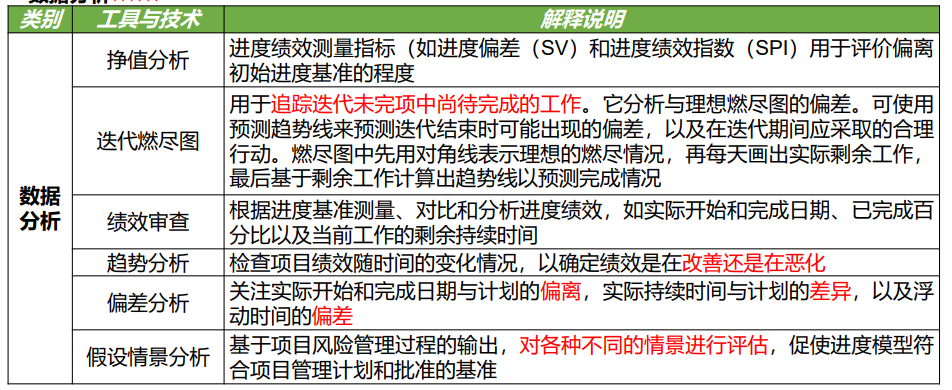 数据分析
类别 工具与技术 解释说明
数据
分析
挣值分析
进度绩效测量指标（如进度偏差（SV）和进度绩效指数（SPI）用于评价偏离
初始进度基准的程度
迭代燃尽图
用于追踪迭代未完项中尚待完成的工作。它分析与理想燃尽图的偏差。可使用
预测趋势线来预测迭代结束时可能出现的偏差，以及在迭代期间应采取的合理
行动。燃尽图中先用对角线表示理想的燃尽情况，再每天画出实际剩余工作，
最后基于剩余工作计算出趋势线以预测完成情况
绩效审查
根据进度基准测量、对比和分析进度绩效，如实际开始和完成日期、已完成百
分比以及当前工作的剩余持续时间
趋势分析
检查项目绩效随时间的变化情况，以确定绩效是在改善还是在恶化
偏差分析
关注实际开始和完成日期与计划的偏离，实际持续时间与计划的差异，以及浮
动时间的偏差
假设情景分析
基于项目风险管理过程的输出，对各种不同的情景进行评估，促使进度模型符
合项目管理计划和批准的基准